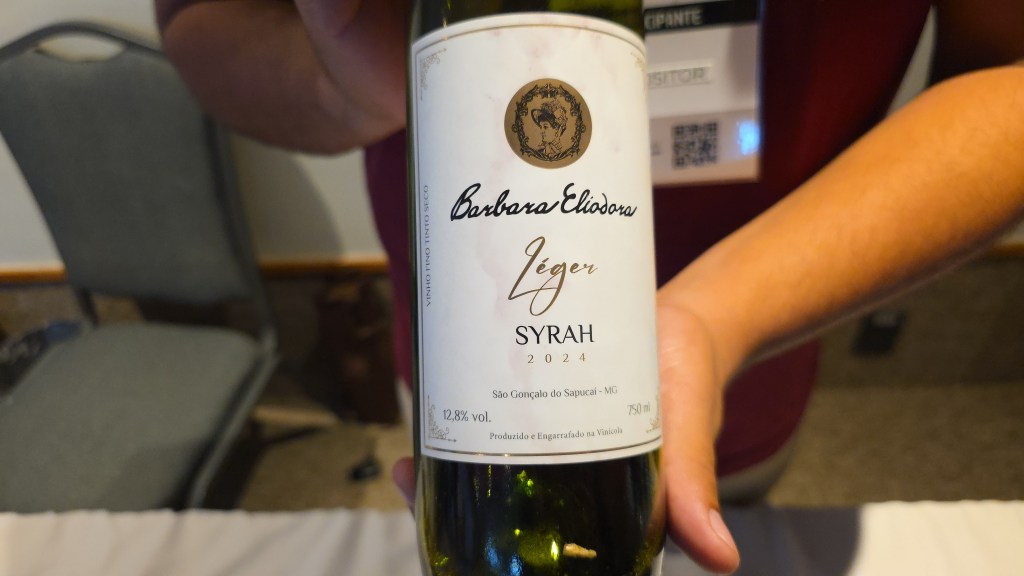 Barbara Eliodora
Léger
SYRAH
2024
São Gonçalo do Sapucaí - MG
12,8% vol.
750 ml
Produzido e Engarrafado na Vinícola
VINHO FINO TINTO SECO